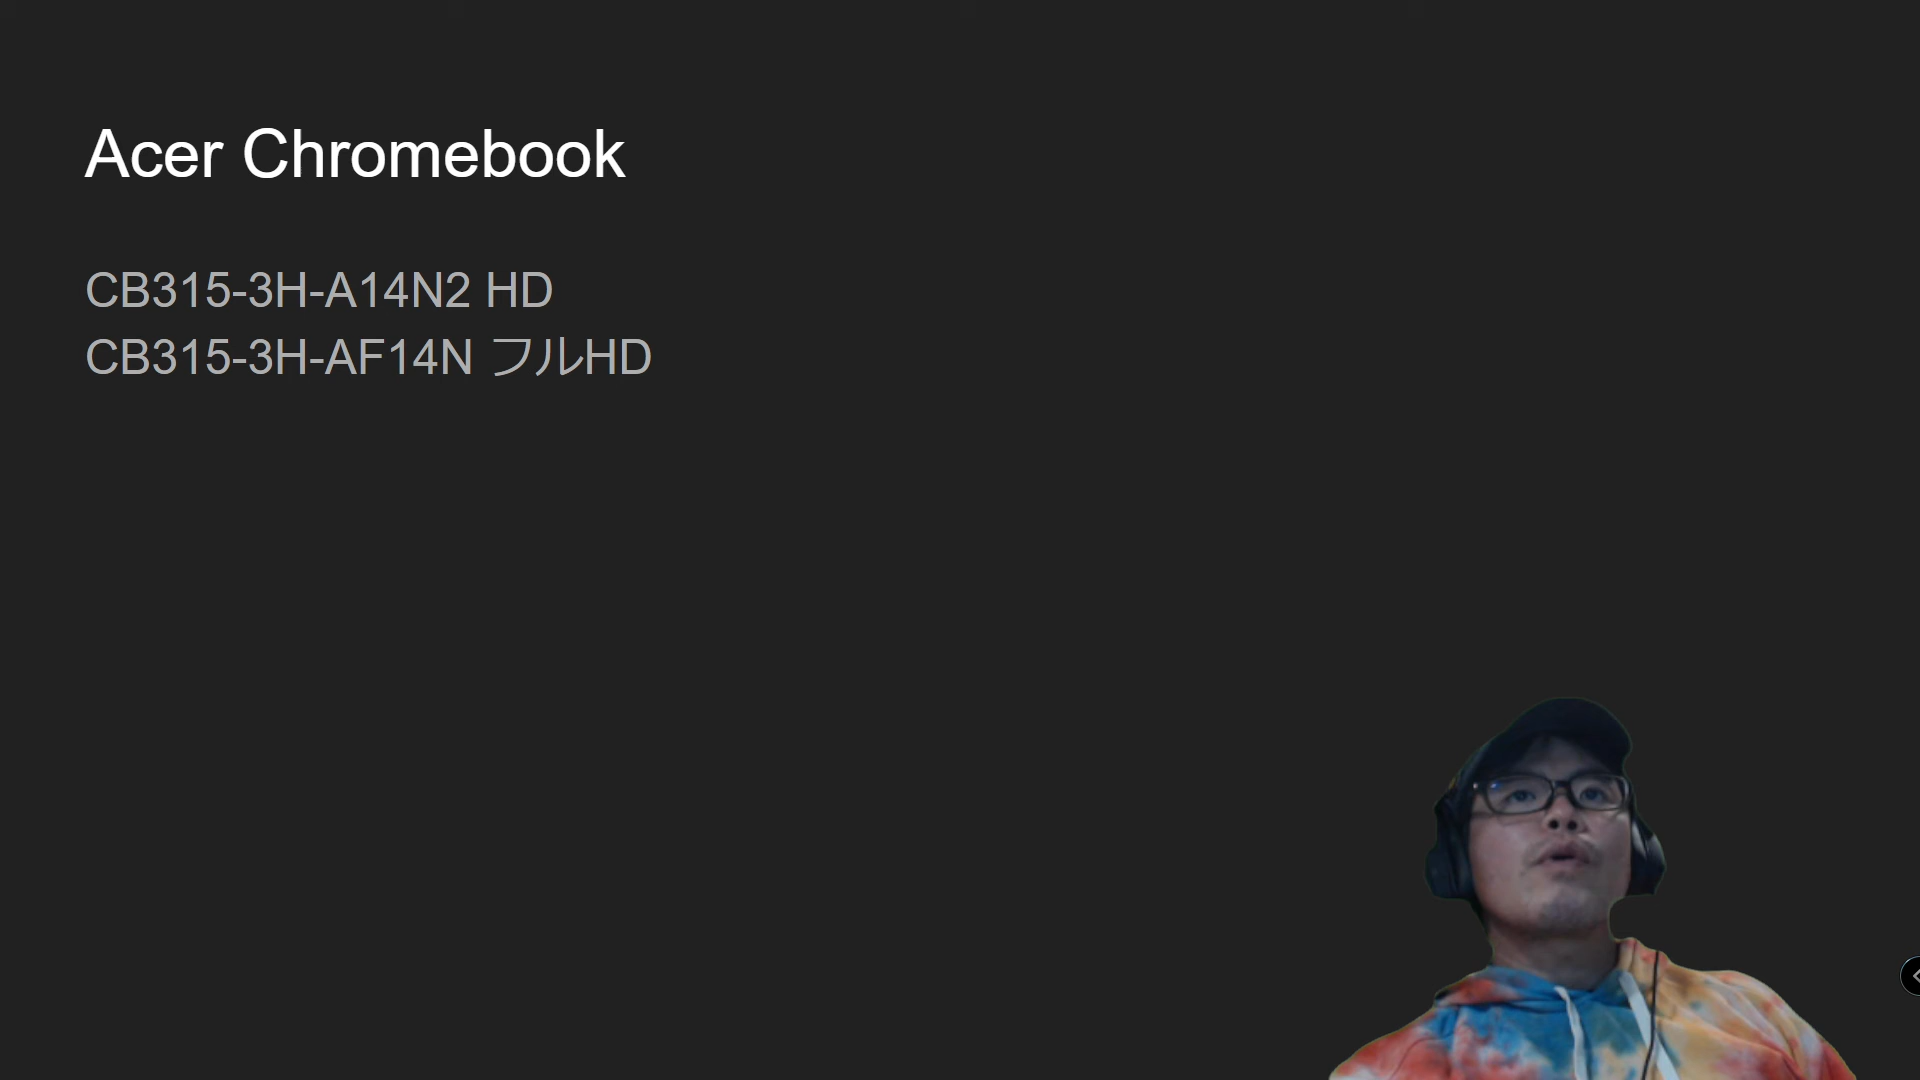 Acer Chromebook
CB315-3H-A14N2 HD
CB315-3H-AF14N フルHD